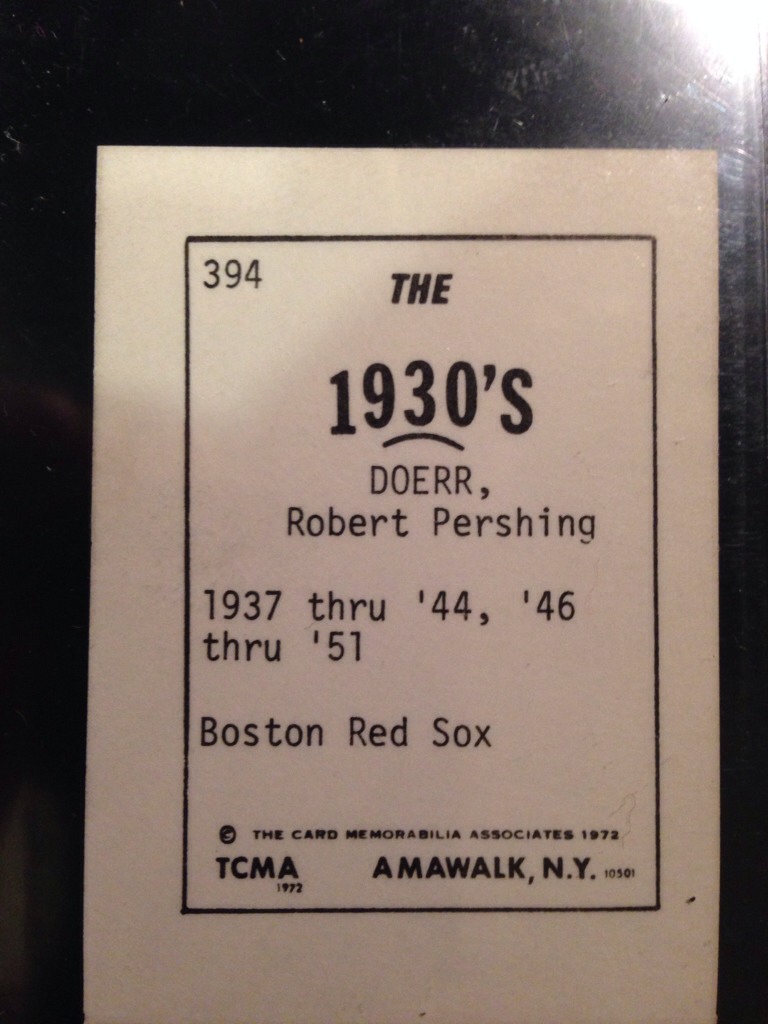 394
THE
1930'S
DOERR,
Robert Pershing
1937 thru '44, '46
thru '51
Boston Red Sox
© THE CARD MEMORABILIA ASSOCIATES 1972
TCMA AMAWALK, N.Y. 10501
1972